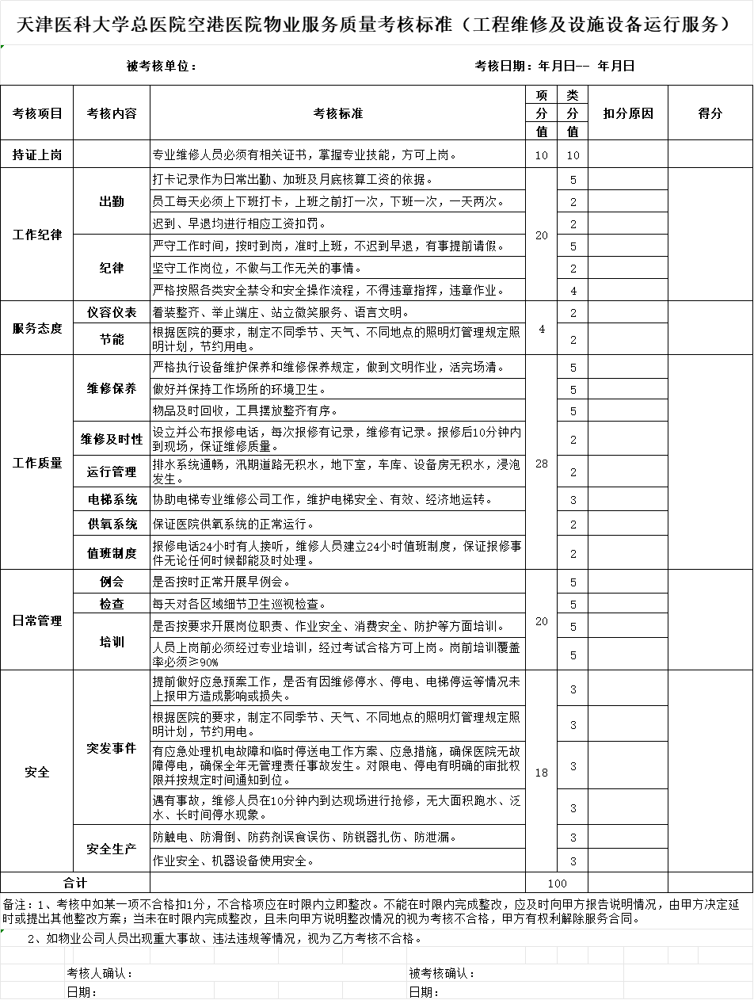 天津医科大学总医院空港医院物业服务质量考核标准（工程维修及设施设备运行服务）
被考核单位： 考核日期：年月日-- 年月日
考核项目 考核内容 考核标准 项分值 类分值 扣分原因 得分
持证上岗 专业维修人员必须有相关证书，掌握专业技能，方可上岗。 10 10
工作纪律 出勤 打卡记录作为日常出勤、加班及月底核算工资的依据。 20 5
员工每天必须上下班打卡，上班之前打一次，下班一次，一天两次。 2
迟到、早退均进行相应工资扣罚。 2
纪律 严守工作时间，按时到岗，准时上班，不迟到早退，有事提前请假。 5
坚守工作岗位，不做与工作无关的事情。 2
严格按照各类安全禁令和安全操作流程，不得违章指挥，违章作业。 4
服务态度 仪容仪表 着装整齐、举止端庄、站立微笑服务、语言文明。 4 2
节能 根据医院的要求，制定不同季节、天气、不同地点的照明灯管理规定照
明计划，节约用电。 2
工作质量 维修保养 严格执行设备维护保养和维修保养规定，做到文明作业，活完场清。 28 5
做好并保持工作场所的环境卫生。 5
物品及时回收，工具摆放整齐有序。 5
维修及时性 设立并公布报修电话，每次报修有记录，维修有记录。报修后10分钟内
到现场，保证维修质量。 2
运行管理 排水系统通畅，汛期道路无积水，地下室，车库、设备房无积水，浸泡
发生。 2
电梯系统 协助电梯专业维修公司工作，维护电梯安全、有效、经济地运转。 3
供氧系统 保证医院供氧系统的正常运行。 2
值班制度 报修电话24小时有人接听，维修人员建立24小时值班制度，保证报修事
件无论任何时候都能及时处理。 2
日常管理 例会 是否按时正常开展早例会。 20 5
检查 每天对各区域细节卫生巡视检查。 5
培训 是否按要求开展岗位职责、作业安全、消费安全、防护等方面培训。 5
人员上岗前必须经过专业培训，经过考试合格方可上岗。岗前培训覆盖
率必须≥90% 5
安全 突发事件 提前做好应急预案工作，是否有因维修停水、停电、电梯停运等情况未
上报甲方造成影响或损失。 18 3
根据医院的要求，制定不同季节、天气、不同地点的照明灯管理规定照
明计划，节约用电。 3
有应急处理机电故障和临时停送电工作方案、应急措施，确保医院无故
障停电，确保全年无管理责任事故发生。对限电、停电有明确的审批权
限并按规定时间通知到位。 3
遇有事故，维修人员在10分钟内到达现场进行抢修，无大面积跑水、泛
水、长时间停水现象。 3
安全生产 防触电、防滑倒、防药剂误食误伤、防锐器扎伤、防泄漏。 3
作业安全、机器设备使用安全。 3
合计 100
备注：1、考核中如某一项不合格扣1分，不合格项应在时限内立即整改。不能在时限内完成整改，应及时向甲方报告说明情况，由甲方决定延
时或提出其他整改方案；当未在时限内完成整改，且未向甲方说明整改情况的视为考核不合格，甲方有权利解除服务合同。
2、如物业公司人员出现重大事故、违法违规等情况，视为乙方考核不合格。
考核人确认： 被考核确认：
日期： 日期：